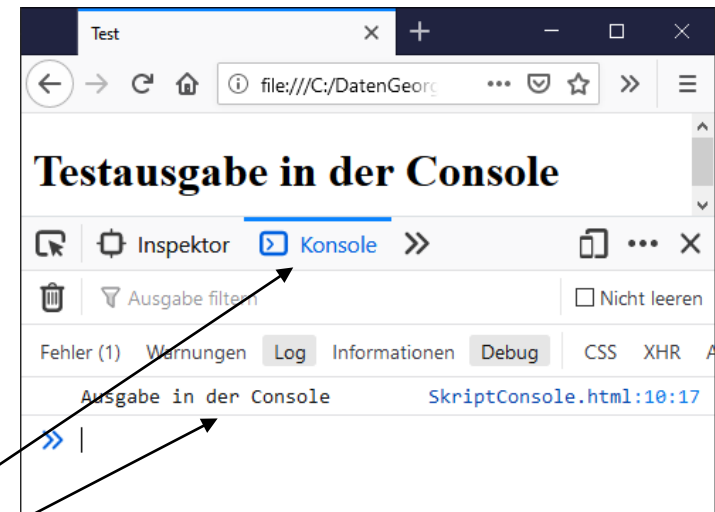 Test
file:///C:/DatenGeorg
Testausgabe in der Console
Inspektor Konsole
Ausgabe filtern Nicht leeren
Fehler (1) Warnungen Log Informationen Debug CSS XHR
Ausgabe in der Console SkriptConsole.html:10:17